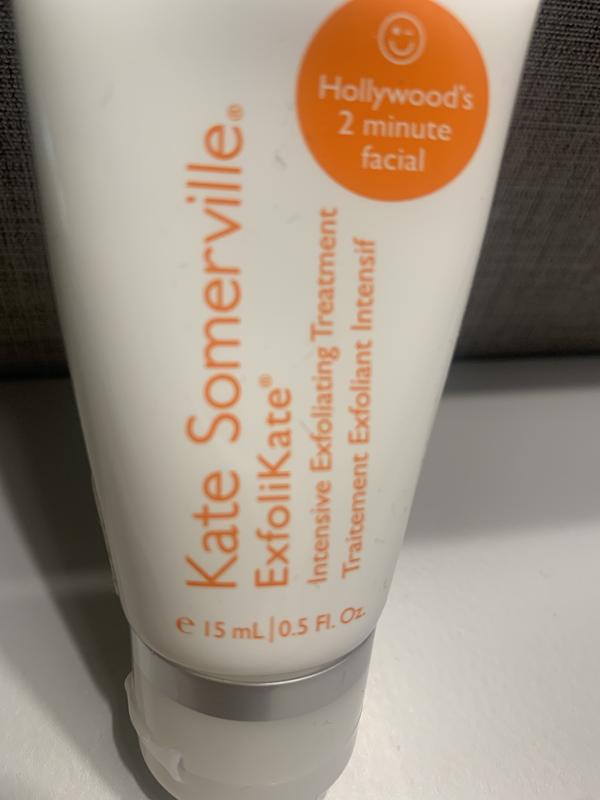 Hollywood's
2 minute
facial
Kate Somerville®
ExfoliKate®
Intensive Exfoliating Treatment
Traitement Exfoliant Intensif
e 15 mL|0.5 Fl. Oz.